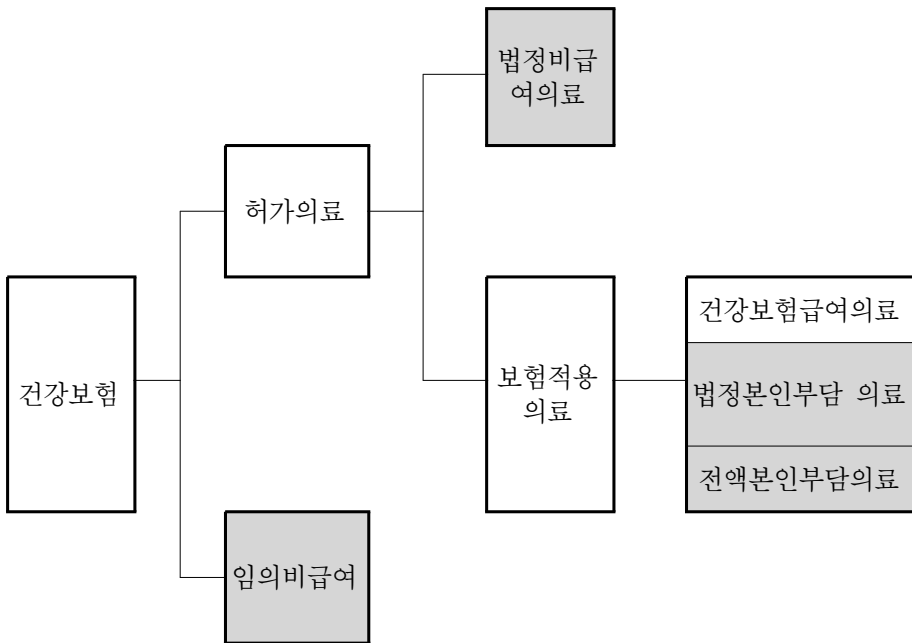 법정비급
여의료
허가의료
건강보험급여의료
건강보험
보험적용
의료
법정본인부담 의료
전액본인부담의료
임의비급여